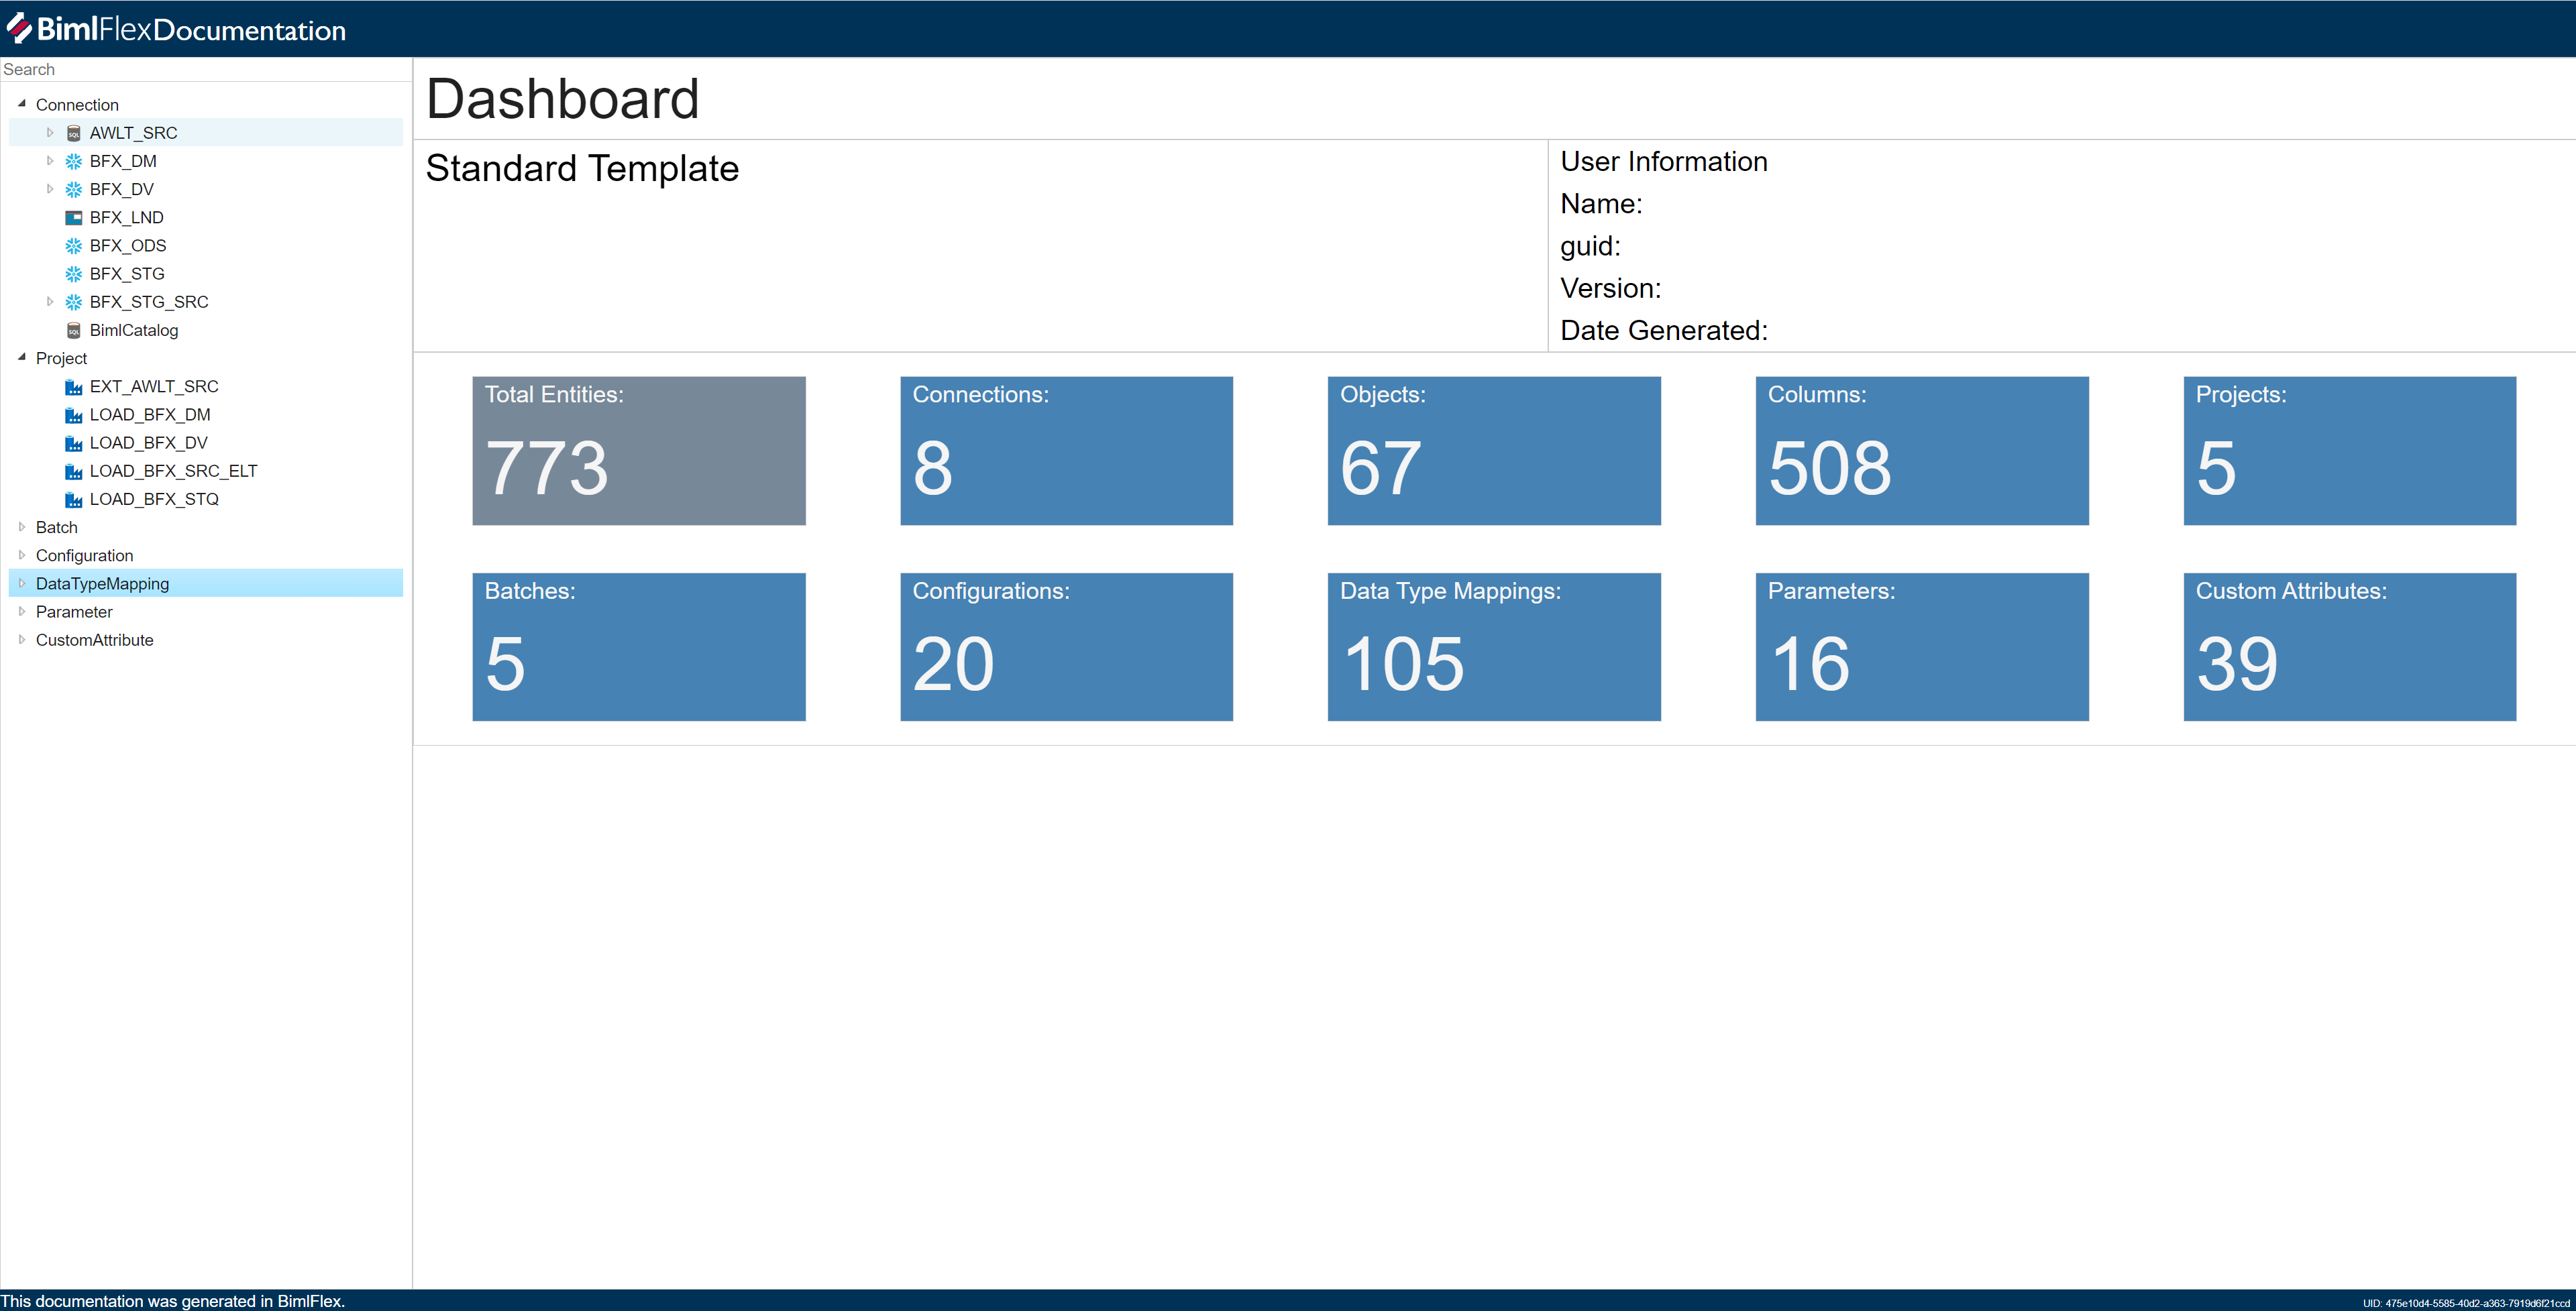 BimlFlexDocumentation
Search
Connection
AWLT_SRC
BFX_DM
BFX_DV
BFX_LND
BFX_ODS
BFX_STG
BFX_STG_SRC
BimlCatalog
Project
EXT_AWLT_SRC
LOAD_BFX_DM
LOAD_BFX_DV
LOAD_BFX_SRC_ELT
LOAD_BFX_STQ
Batch
Configuration
DataTypeMapping
Parameter
CustomAttribute
Dashboard
Standard Template
User Information
Name:
guid:
Version:
Date Generated:
Total Entities:
773
Connections:
8
Objects:
67
Columns:
508
Projects:
5
Batches:
5
Configurations:
20
Data Type Mappings:
105
Parameters:
16
Custom Attributes:
39
This documentation was generated in BimlFlex.
UID: 475e10d4-5585-40d2-a363-7919d6f21ccd